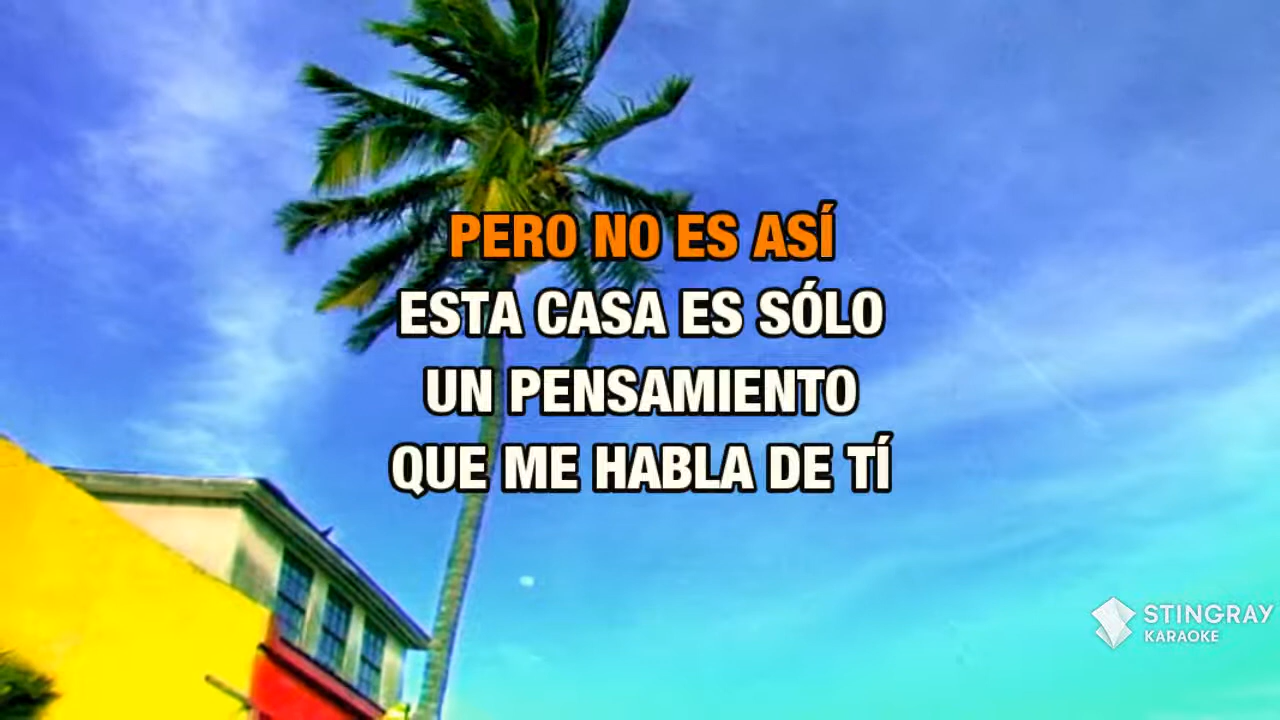 PERO NO ES ASÍ
ESTA CASA ES SÓLO
UN PENSAMIENTO
QUE ME HABLA DE TÍ
STINGRAY
KARAOKE